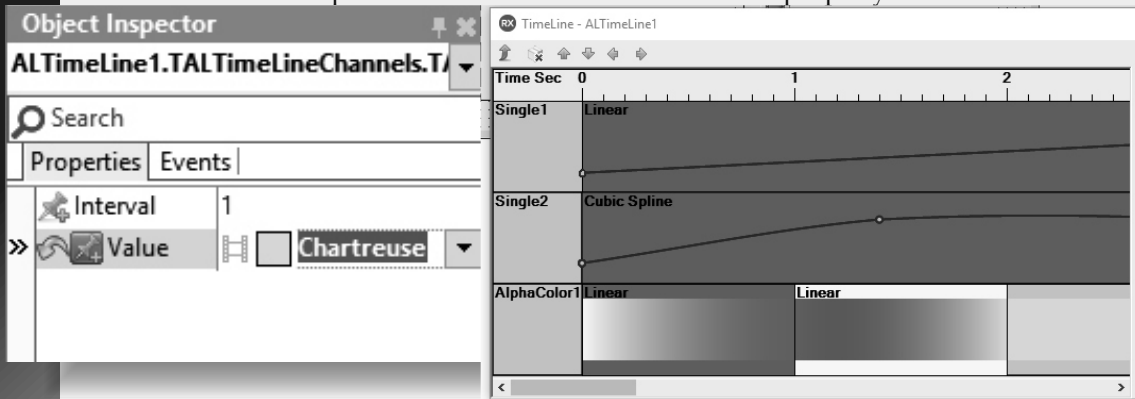 Object Inspector
ALTimeLine1.TALTimeLineChannels.TA
Search
Properties Events
Interval 1
Value Chartreuse
RX TimeLine - ALTimeLine1
Time Sec 0 1 2
Single1 Linear
Single2 Cubic Spline
AlphaColor1 Linear Linear